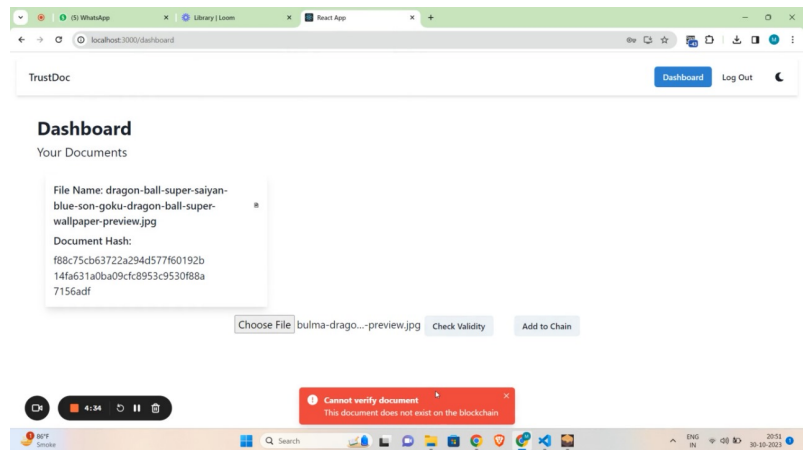 (5) WhatsApp
Library | Loom
React App
localhost:3000/dashboard
TrustDoc
Dashboard
Log Out
Dashboard
Your Documents
File Name: dragon-ball-super-saiyan-
blue-son-goku-dragon-ball-super-
wallpaper-preview.jpg
Document Hash:
f88c75cb63722a294d577f60192b
14fa631a0ba09cfc8953c9530f88a
7156adf
Choose File bulma-drago...-preview.jpg
Check Validity
Add to Chain
4:34
Cannot verify document
This document does not exist on the blockchain
86°F
Smoke
Search
ENG
IN
20:51
30-10-2023